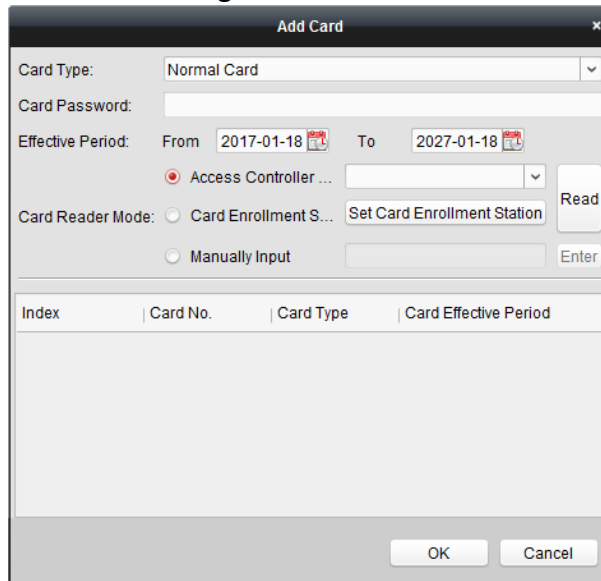 Add Card ×
Card Type: Normal Card
Card Password:
Effective Period: From 2017-01-18 To 2027-01-18
Access Controller ...
Read
Card Reader Mode: Card Enrollment S... Set Card Enrollment Station
Manually Input Enter
Index Card No. Card Type Card Effective Period
OK Cancel